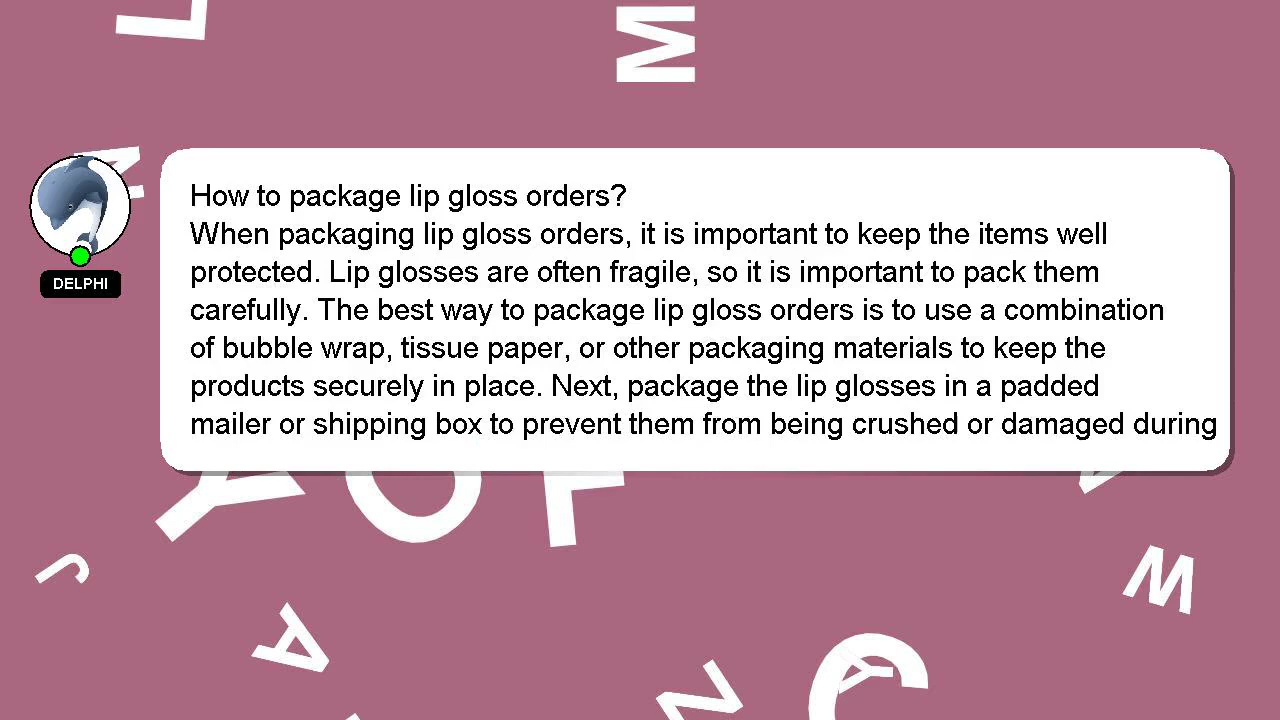 L
M
A
How to package lip gloss orders?
When packaging lip gloss orders, it is important to keep the items well
protected. Lip glosses are often fragile, so it is important to pack them
carefully. The best way to package lip gloss orders is to use a combination
of bubble wrap, tissue paper, or other packaging materials to keep the
products securely in place. Next, package the lip glosses in a padded
mailer or shipping box to prevent them from being crushed or damaged during
DELPHI
Y
O
F
J
W
A
N
C
A